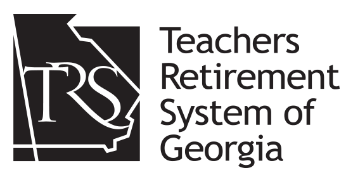 TRS
Teachers
Retirement
System of
Georgia